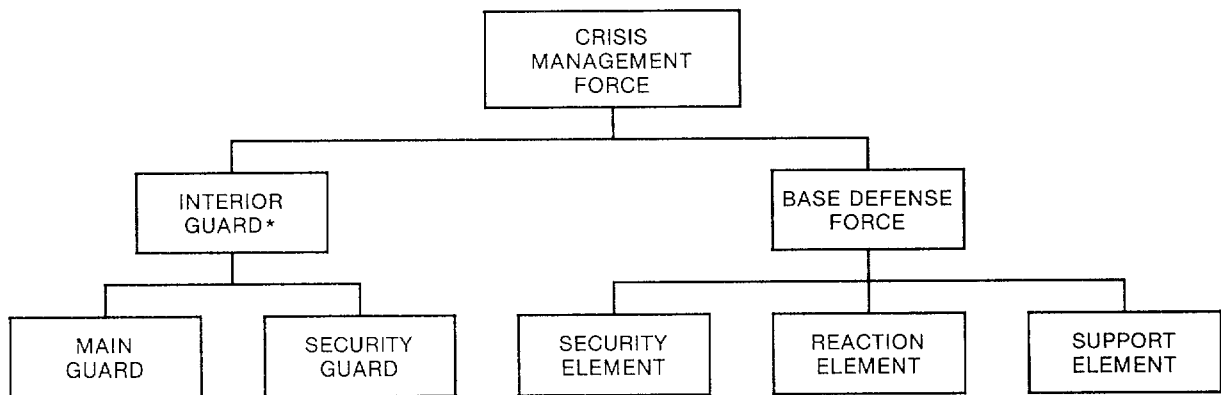 CRISIS
MANAGEMENT
FORCE
INTERIOR
GUARD*
BASE DEFENSE
FORCE
MAIN
GUARD
SECURITY
GUARD
SECURITY
ELEMENT
REACTION
ELEMENT
SUPPORT
ELEMENT